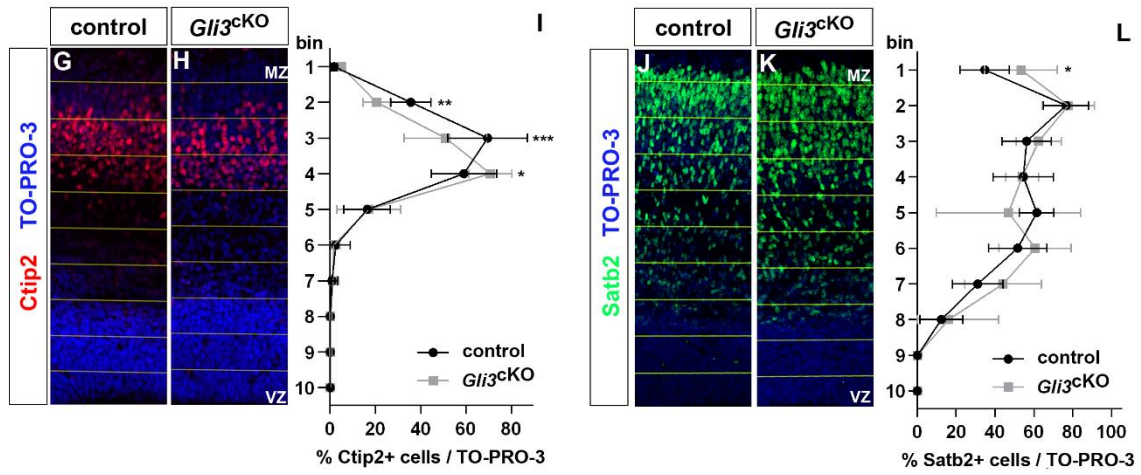 control
Gli3cKO
I
Ctip2 TO-PRO-3
G
H
MZ
VZ
bin
1
2
3
4
5
6
7
8
9
10
**
***
*
control
Gli3cKO
0 20 40 60 80
% Ctip2+ cells / TO-PRO-3
control
Gli3cKO
L
Satb2 TO-PRO-3
J
K
MZ
VZ
bin
1
2
3
4
5
6
7
8
9
10
*
control
Gli3cKO
0 20 40 60 80 100
% Satb2+ cells / TO-PRO-3